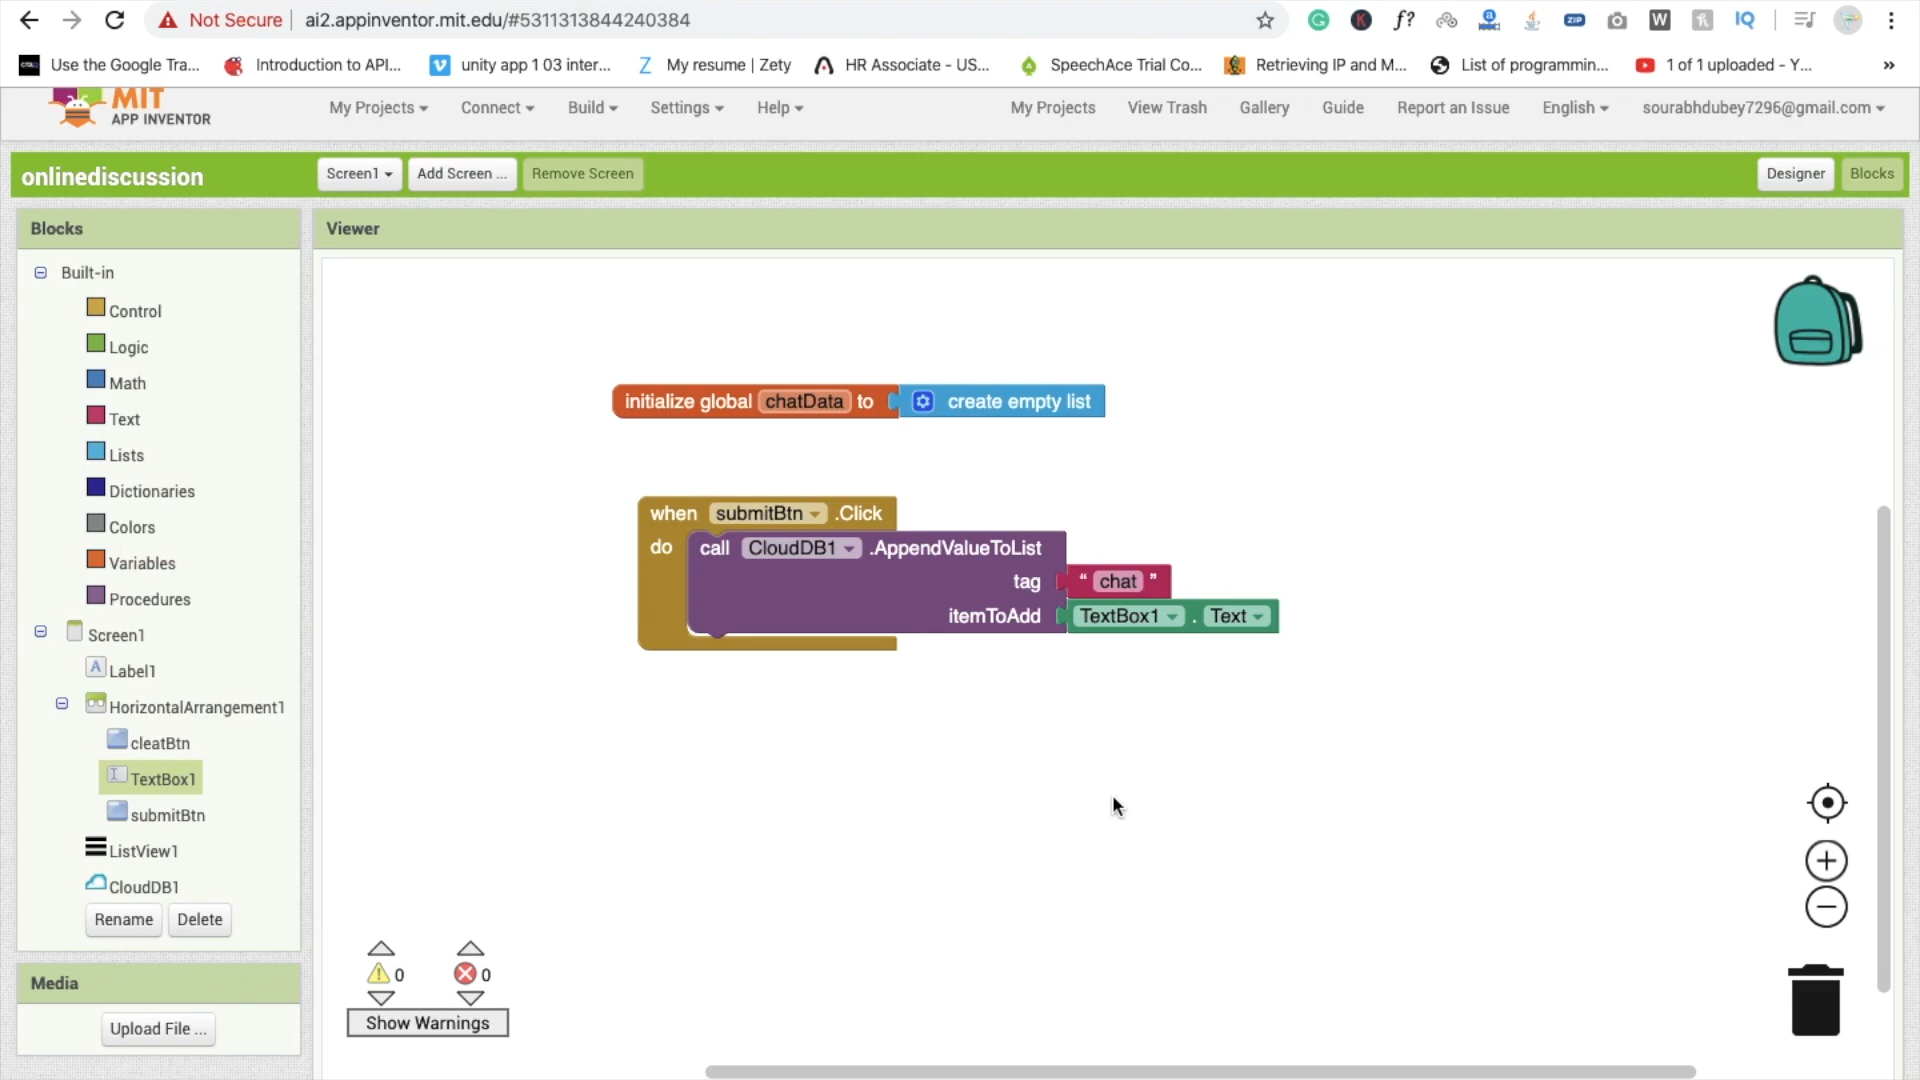 Not Secure | ai2.appinventor.mit.edu/#5311313844240384
Use the Google Tra... Introduction to API... unity app 1 03 inter... My resume | Zety HR Associate - US... SpeechAce Trial Co... Retrieving IP and M... List of programmin... 1 of 1 uploaded - Y... »
MIT
APP INVENTOR
My Projects Connect Build Settings Help My Projects View Trash Gallery Guide Report an Issue English sourabhdubey7296@gmail.com
onlinediscussion Screen1 Add Screen ... Remove Screen Designer Blocks
Blocks
Viewer
Built-in
Control
Logic
Math
Text
Lists
Dictionaries
Colors
Variables
Procedures
Screen1
Label1
HorizontalArrangement1
cleatBtn
TextBox1
submitBtn
ListView1
CloudDB1
Rename Delete
Media
Upload File ...
initialize global chatData to create empty list
when submitBtn .Click
do call CloudDB1 .AppendValueToList
tag “ chat ”
itemToAdd TextBox1 . Text
0 0
Show Warnings